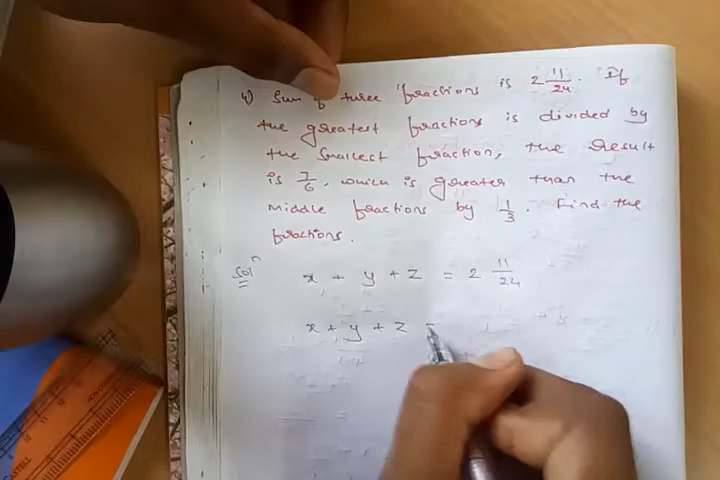 4) Sum of three fractions is 2 11/24. If
the greatest fractions is divided by
the smallest fraction, the result
is 7/6, which is greater than the
middle fractions by 1/3. Find the
fractions.
Solⁿ x + y + z = 2 11/24
x + y + z =